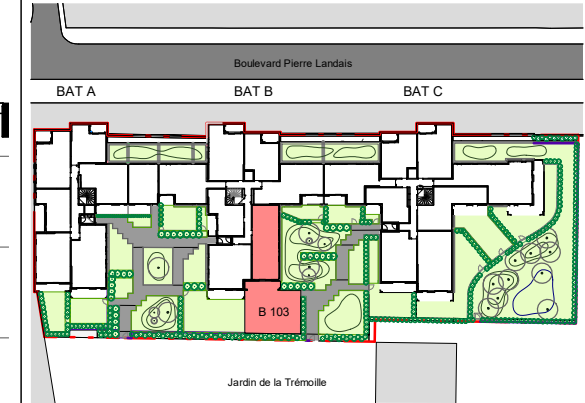 Boulevard Pierre Landais
BAT A
BAT B
BAT C
B 103
Jardin de la Trémoille